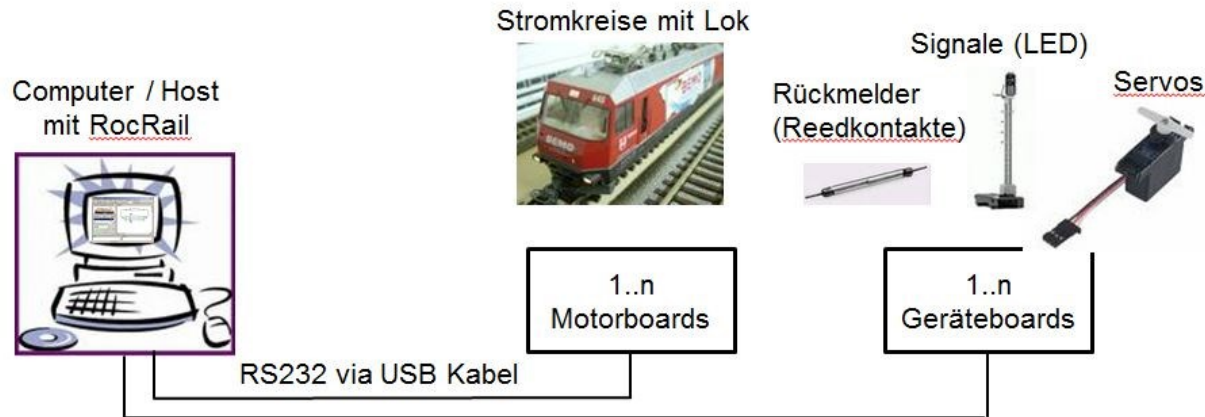 Stromkreise mit Lok
Signale (LED)
Computer / Host
mit RocRail
Rückmelder
(Reedkontakte)
Servos
BEMO
1..n
Motorboards
1..n
Geräteboards
RS232 via USB Kabel